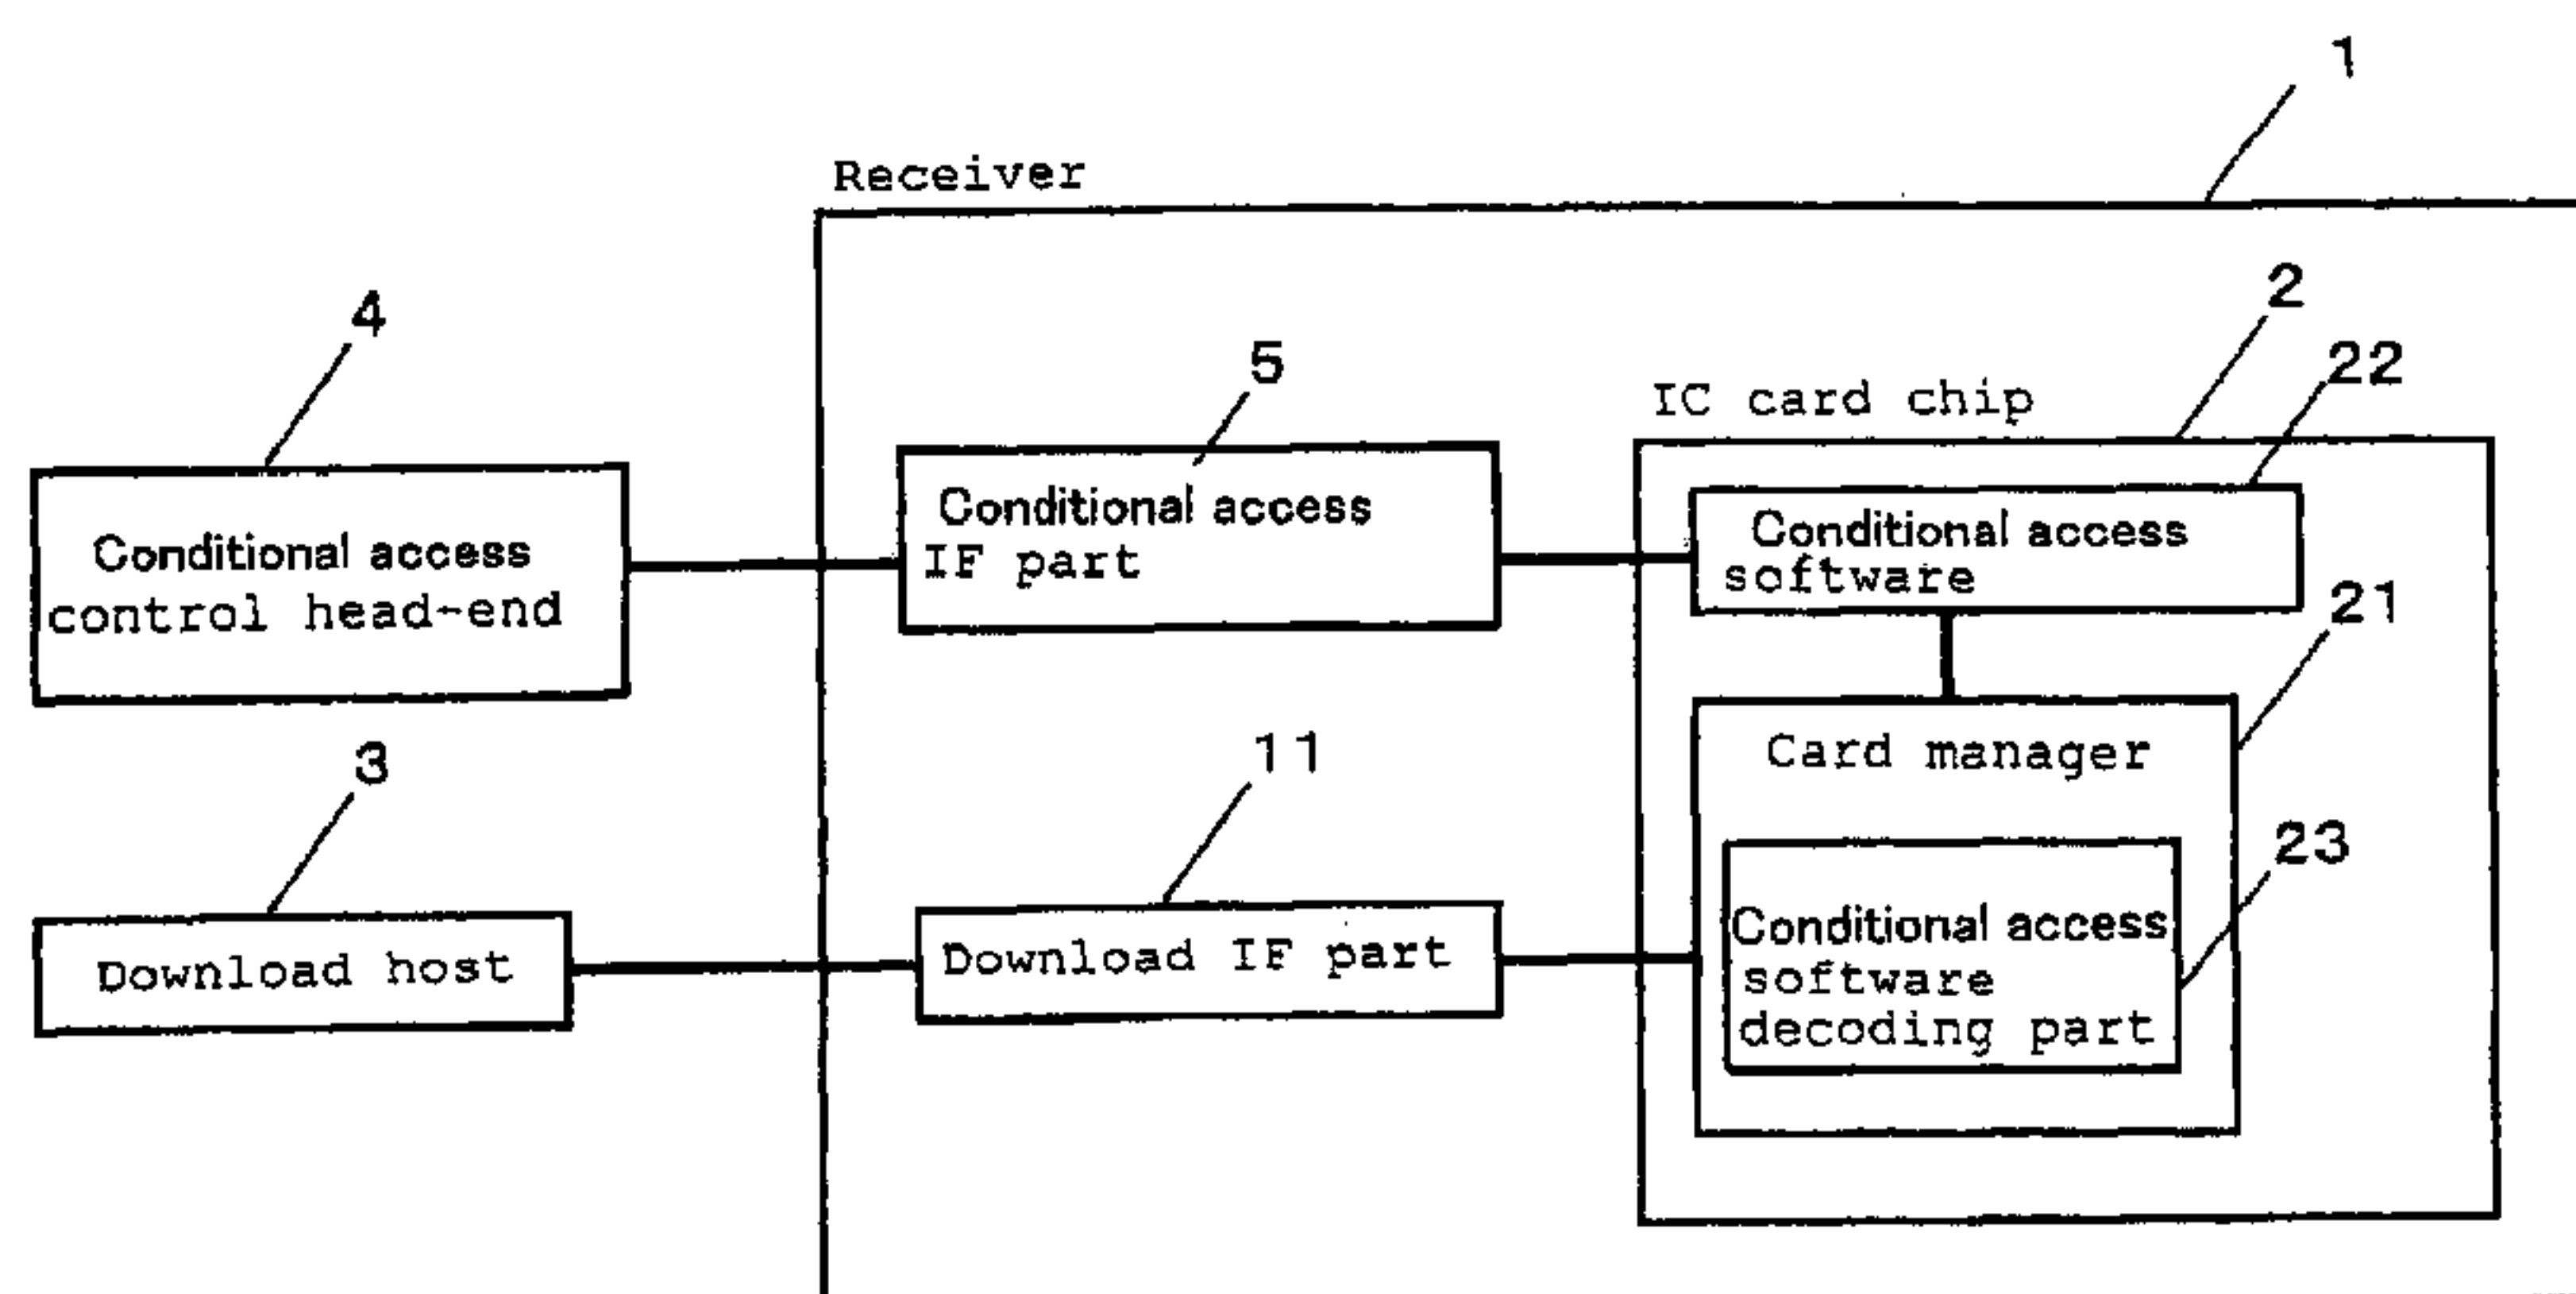 1
Receiver
2
4
5
22
IC card chip
Conditional access
IF part
Conditional access
software
Conditional access
control head-end
21
3
11
Card manager
23
Download host
Download IF part
Conditional access
software
decoding part